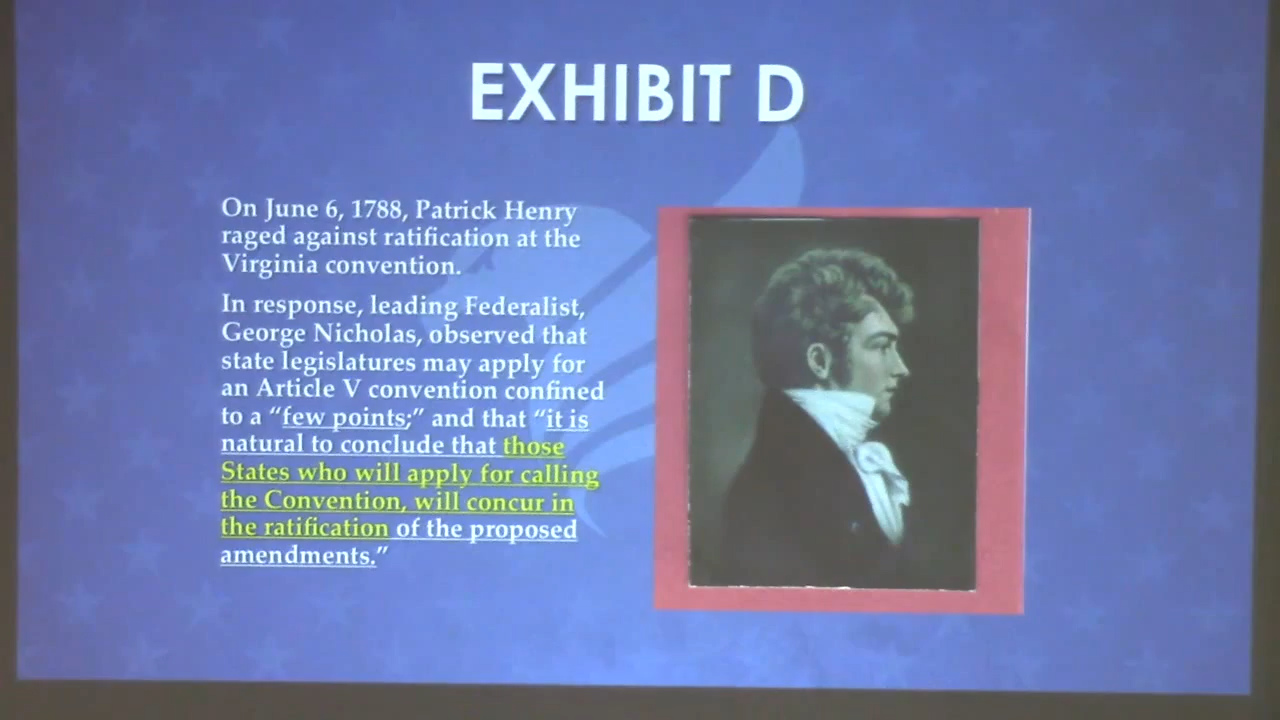 EXHIBIT D
On June 6, 1788, Patrick Henry
raged against ratification at the
Virginia convention.
In response, leading Federalist,
George Nicholas, observed that
state legislatures may apply for
an Article V convention confined
to a “few points;” and that “it is
natural to conclude that those
States who will apply for calling
the Convention, will concur in
the ratification of the proposed
amendments.”